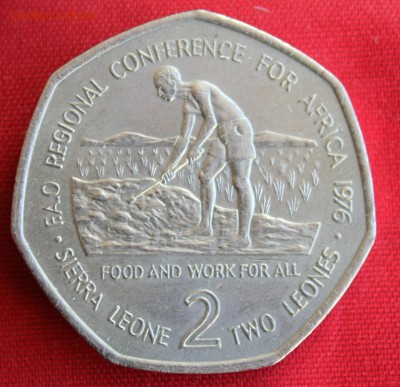 · F.A.O REGIONAL CONFERENCE FOR AFRICA 1976 ·
FOOD AND WORK FOR ALL
SIERRA LEONE 2 TWO LEONES